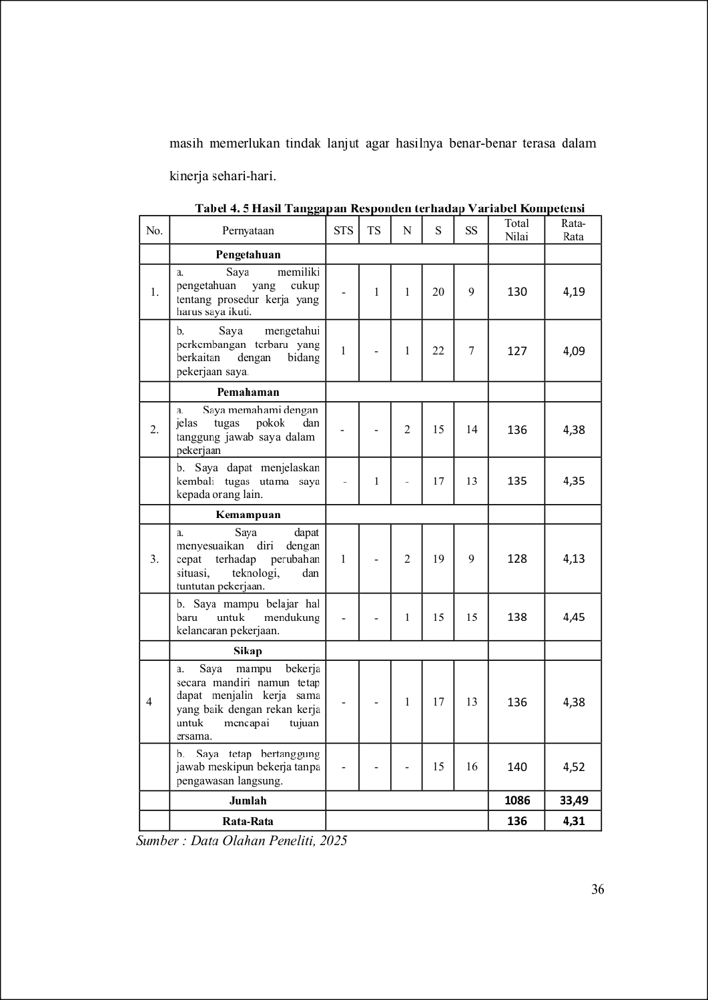 masih memerlukan tindak lanjut agar hasilnya benar-benar terasa dalam
kinerja sehari-hari.
Tabel 4. 5 Hasil Tanggapan Responden terhadap Variabel Kompetensi
No. Pernyataan STS TS N S SS Total Nilai Rata-Rata
Pengetahuan
1. a. Saya memiliki
pengetahuan yang cukup
tentang prosedur kerja yang
harus saya ikuti.
- 1 1 20 9 130 4,19
b. Saya mengetahui
perkembangan terbaru yang
berkaitan dengan bidang
pekerjaan saya.
1 - 1 22 7 127 4,09
Pemahaman
2. a. Saya memahami dengan
jelas tugas pokok dan
tanggung jawab saya dalam
pekerjaan
- - 2 15 14 136 4,38
b. Saya dapat menjelaskan
kembali tugas utama saya
kepada orang lain.
- 1 - 17 13 135 4,35
Kemampuan
3. a. Saya dapat
menyesuaikan diri dengan
cepat terhadap perubahan
situasi, teknologi, dan
tuntutan pekerjaan.
1 - 2 19 9 128 4,13
b. Saya mampu belajar hal
baru untuk mendukung
kelancaran pekerjaan.
- - 1 15 15 138 4,45
Sikap
4 a. Saya mampu bekerja
secara mandiri namun tetap
dapat menjalin kerja sama
yang baik dengan rekan kerja
untuk mencapai tujuan
ersama.
- - 1 17 13 136 4,38
b. Saya tetap bertanggung
jawab meskipun bekerja tanpa
pengawasan langsung.
- - - 15 16 140 4,52
Jumlah 1086 33,49
Rata-Rata 136 4,31
Sumber : Data Olahan Peneliti, 2025
36